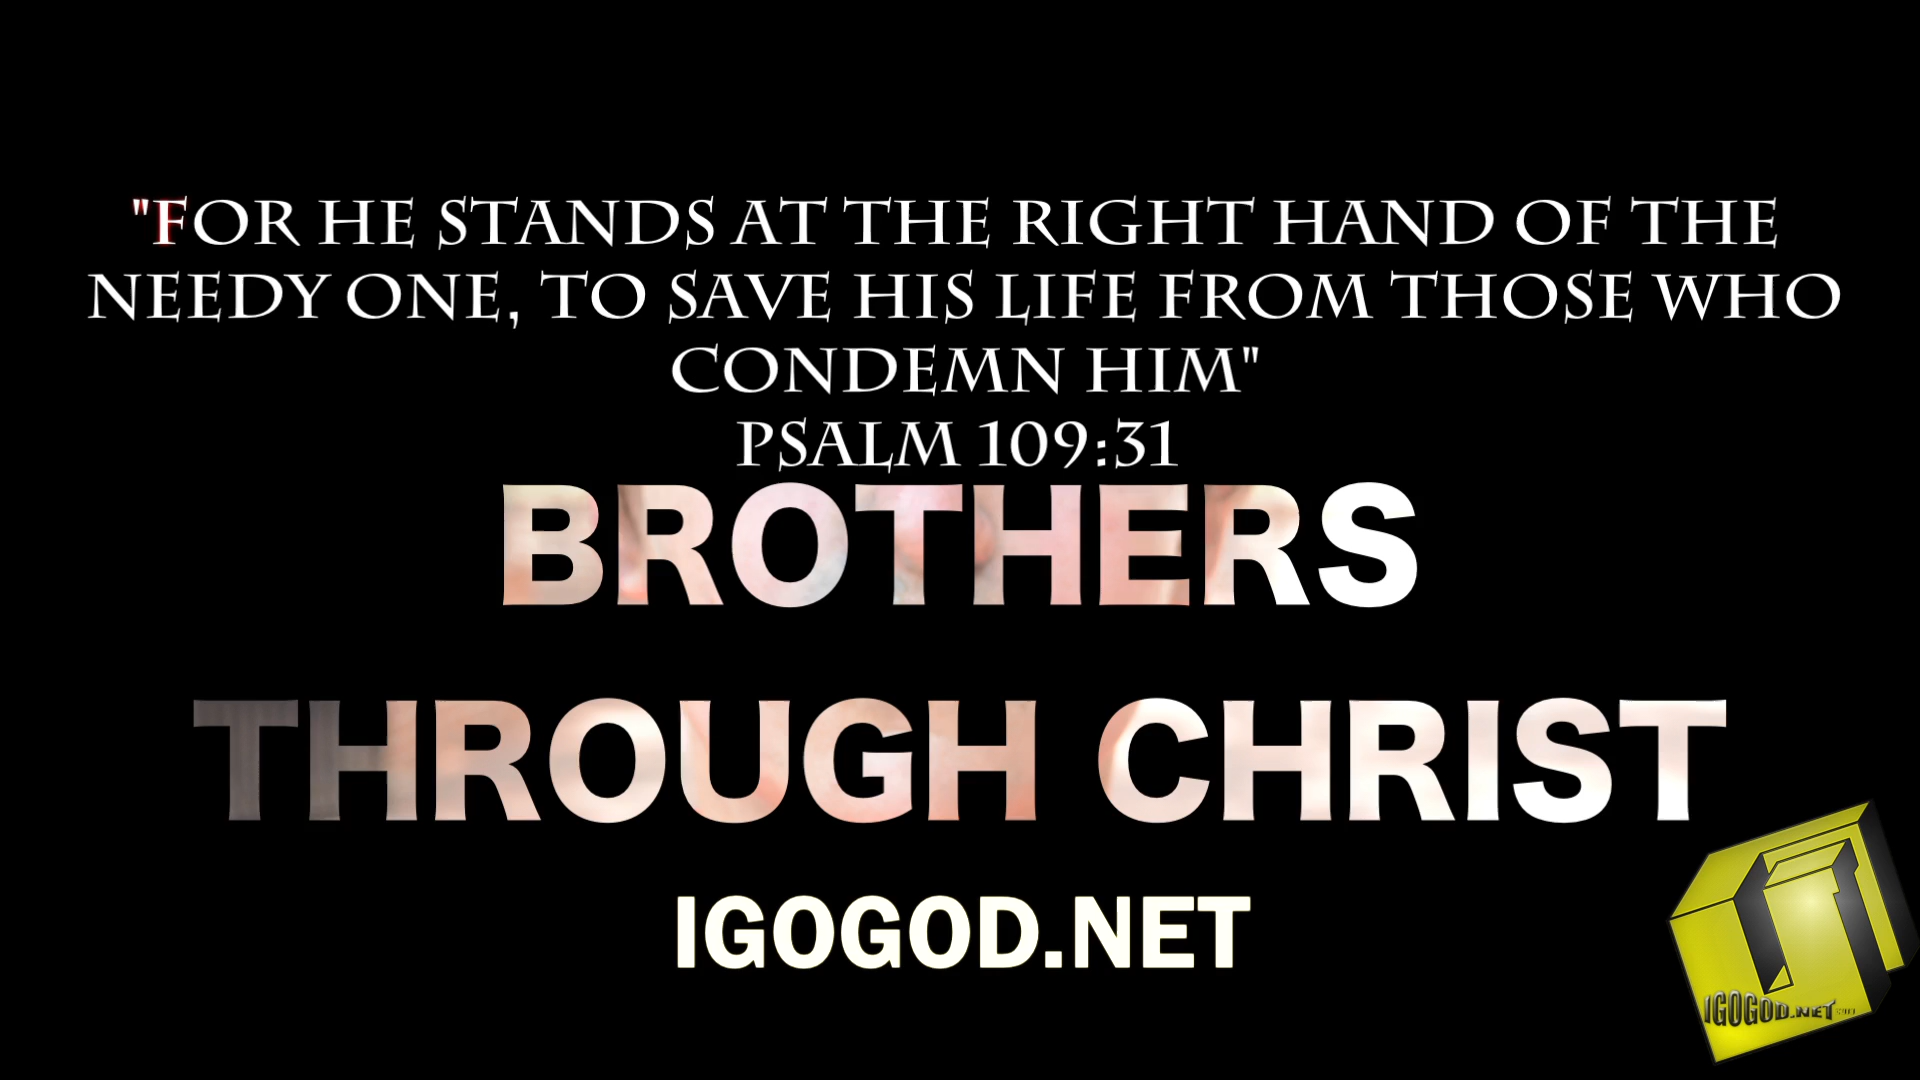 "FOR HE STANDS AT THE RIGHT HAND OF THE
NEEDY ONE, TO SAVE HIS LIFE FROM THOSE WHO
CONDEMN HIM"
PSALM 109:31
BROTHERS
THROUGH CHRIST
IGOGOD.NET
IGOGOD.NET